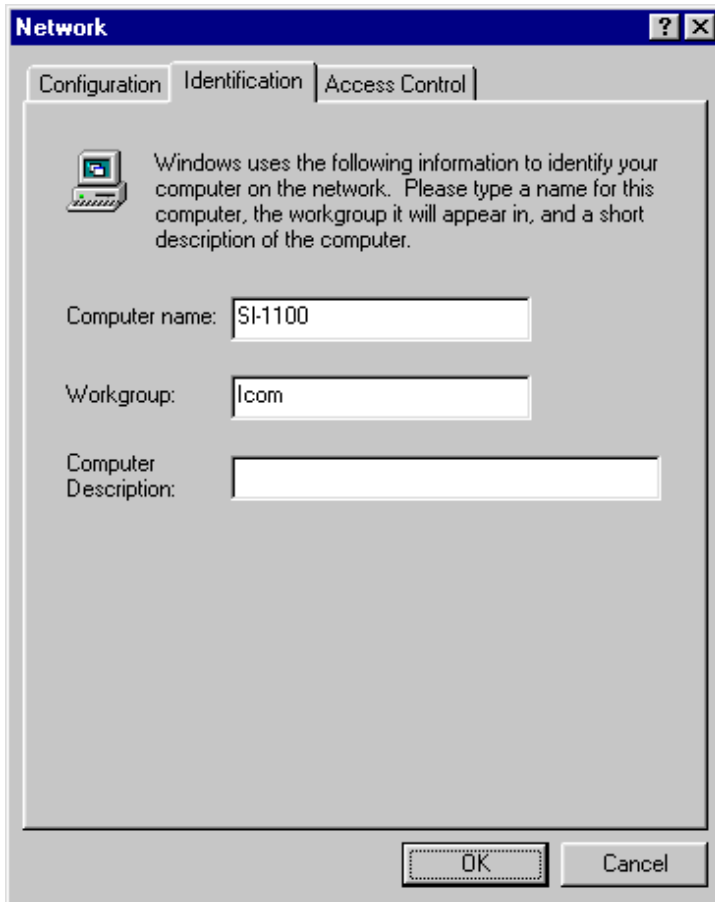 Network
Configuration Identification Access Control
Windows uses the following information to identify your
computer on the network. Please type a name for this
computer, the workgroup it will appear in, and a short
description of the computer.
Computer name: SI-1100
Workgroup: Icom
Computer
Description:
OK Cancel